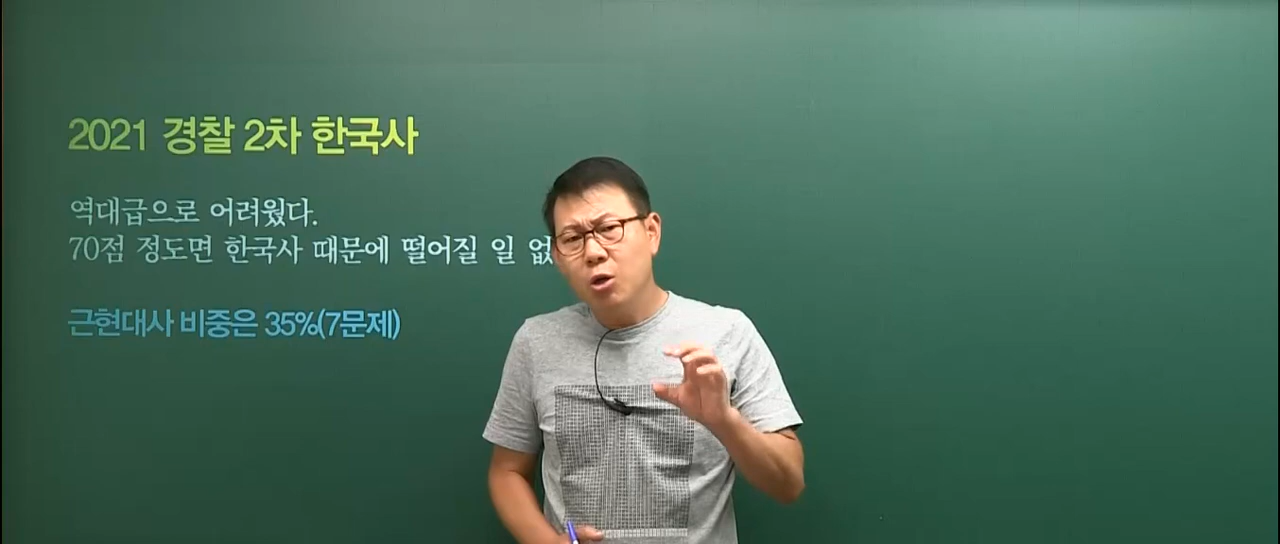 2021 경찰 2차 한국사
역대급으로 어려웠다.
70점 정도면 한국사 때문에 떨어질 일
근현대사 비중은 35%(7문제)